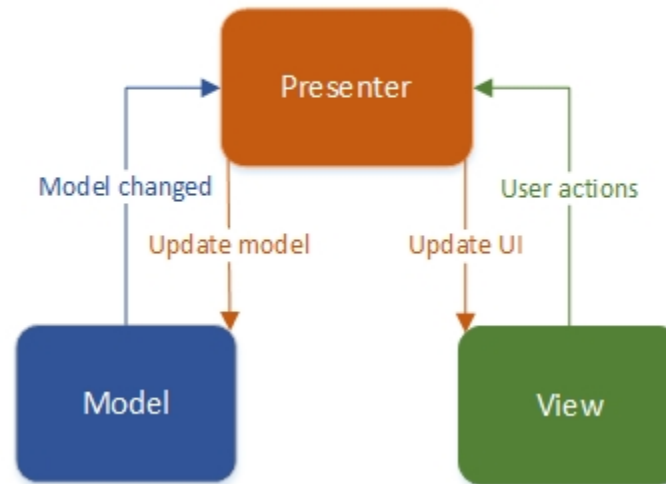 Presenter
Model changed
User actions
Update model
Update UI
Model
View